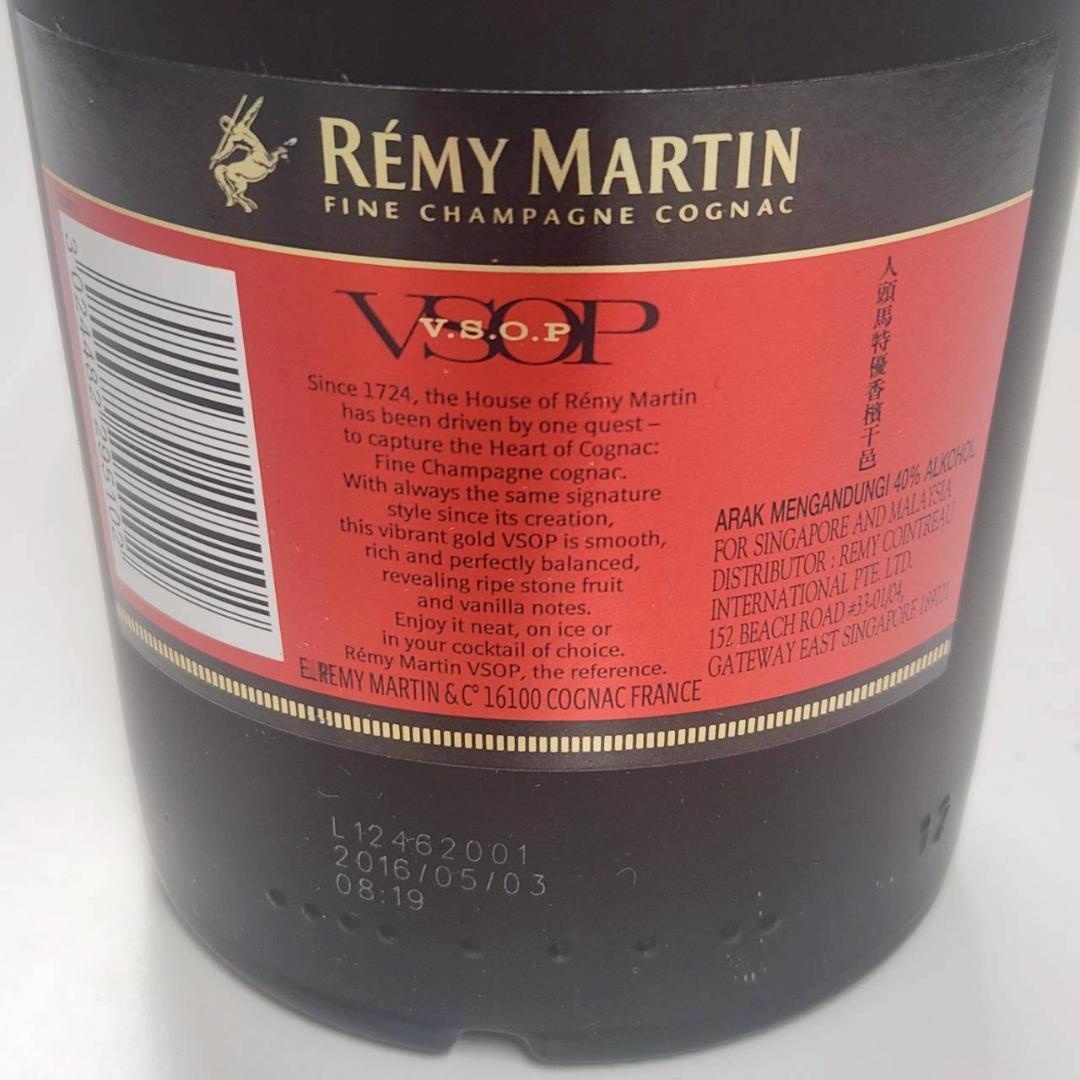 RÉMY MARTIN
FINE CHAMPAGNE COGNAC
VSOP
V.S.O.P
Since 1724, the House of Rémy Martin
has been driven by one quest –
to capture the Heart of Cognac:
Fine Champagne cognac.
With always the same signature
style since its creation,
this vibrant gold VSOP is smooth,
rich and perfectly balanced,
revealing ripe stone fruit
and vanilla notes.
Enjoy it neat, on ice or
in your cocktail of choice.
Rémy Martin VSOP, the reference.
E. REMY MARTIN & C° 16100 COGNAC FRANCE
人頭馬特優香檳干邑
ARAK MENGANDUNGI 40% ALKOHOL
FOR SINGAPORE AND MALAYSIA
DISTRIBUTOR : REMY COINTREAU
INTERNATIONAL PTE. LTD.
152 BEACH ROAD #33-01/04,
GATEWAY EAST SINGAPORE 189721
L12462001
2016/05/03
08:19